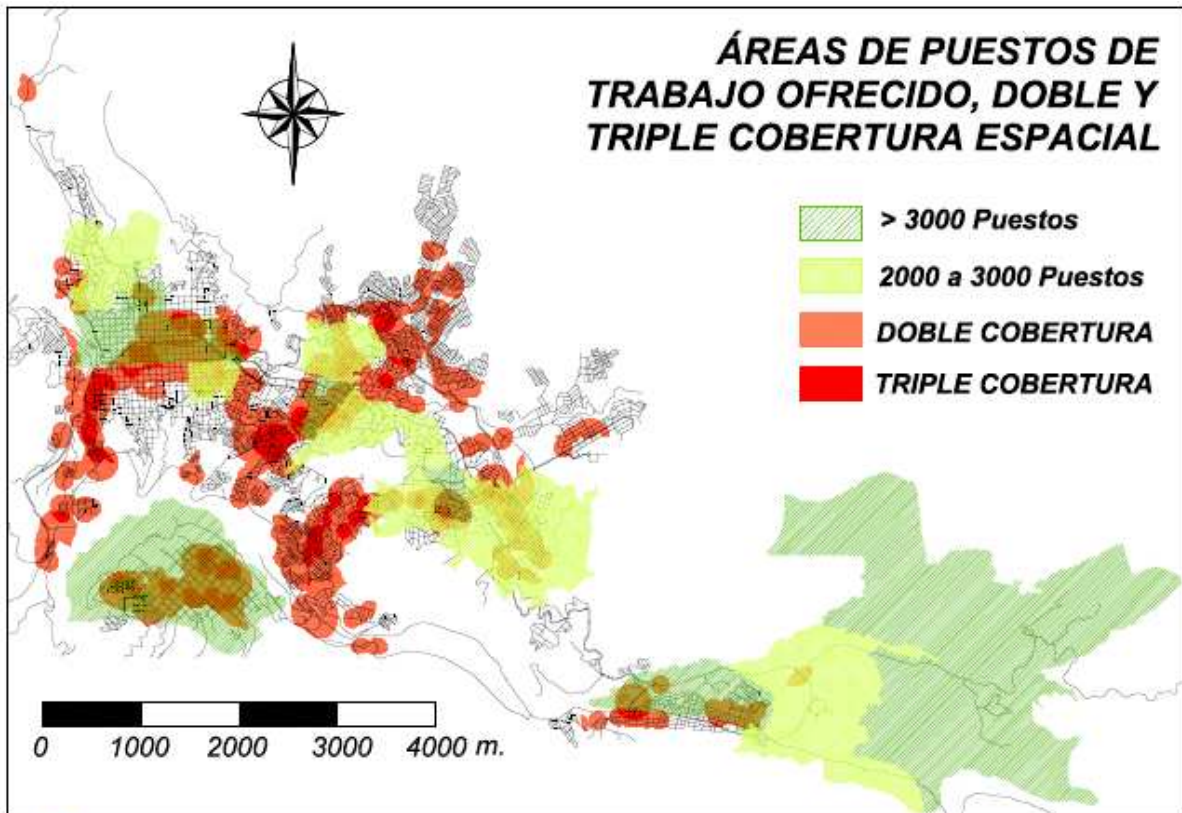 ÁREAS DE PUESTOS DE
TRABAJO OFRECIDO, DOBLE Y
TRIPLE COBERTURA ESPACIAL
> 3000 Puestos
2000 a 3000 Puestos
DOBLE COBERTURA
TRIPLE COBERTURA
0 1000 2000 3000 4000 m.